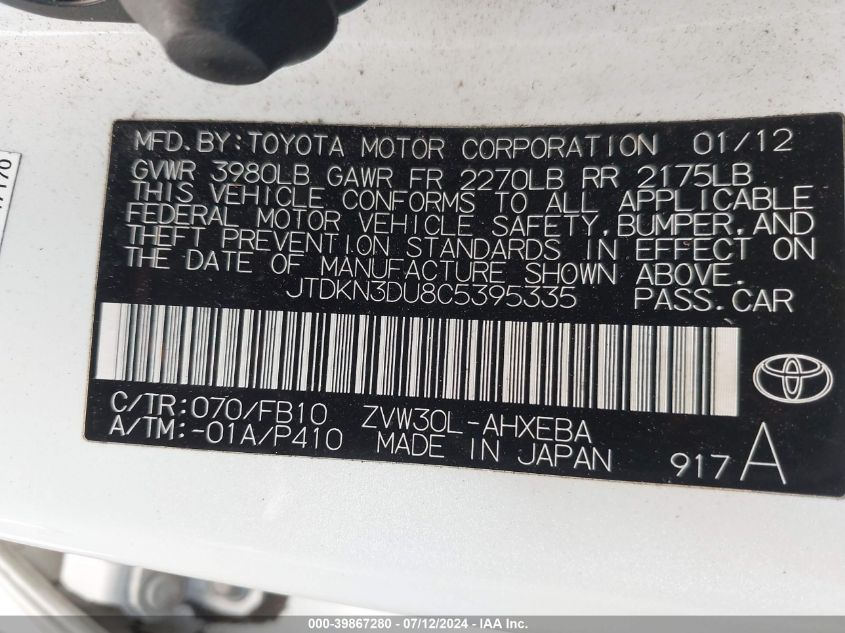 MFD.BY:TOYOTA MOTOR CORPORATION 01/12
GVWR 3980LB GAWR FR 2270LB RR 2175LB
THIS VEHICLE CONFORMS TO ALL APPLICABLE
FEDERAL MOTOR VEHICLE SAFETY,BUMPER,AND
THEFT PREVENTION STANDARDS IN EFFECT ON
THE DATE OF MANUFACTURE SHOWN ABOVE.
JTDKN3DU8C5395335 PASS.CAR
C/TR:070/FB10 ZVW30L-AHXEBA
A/TM:-01A/P410 MADE IN JAPAN
917A
000-39867280 - 07/12/2024 - IAA Inc.